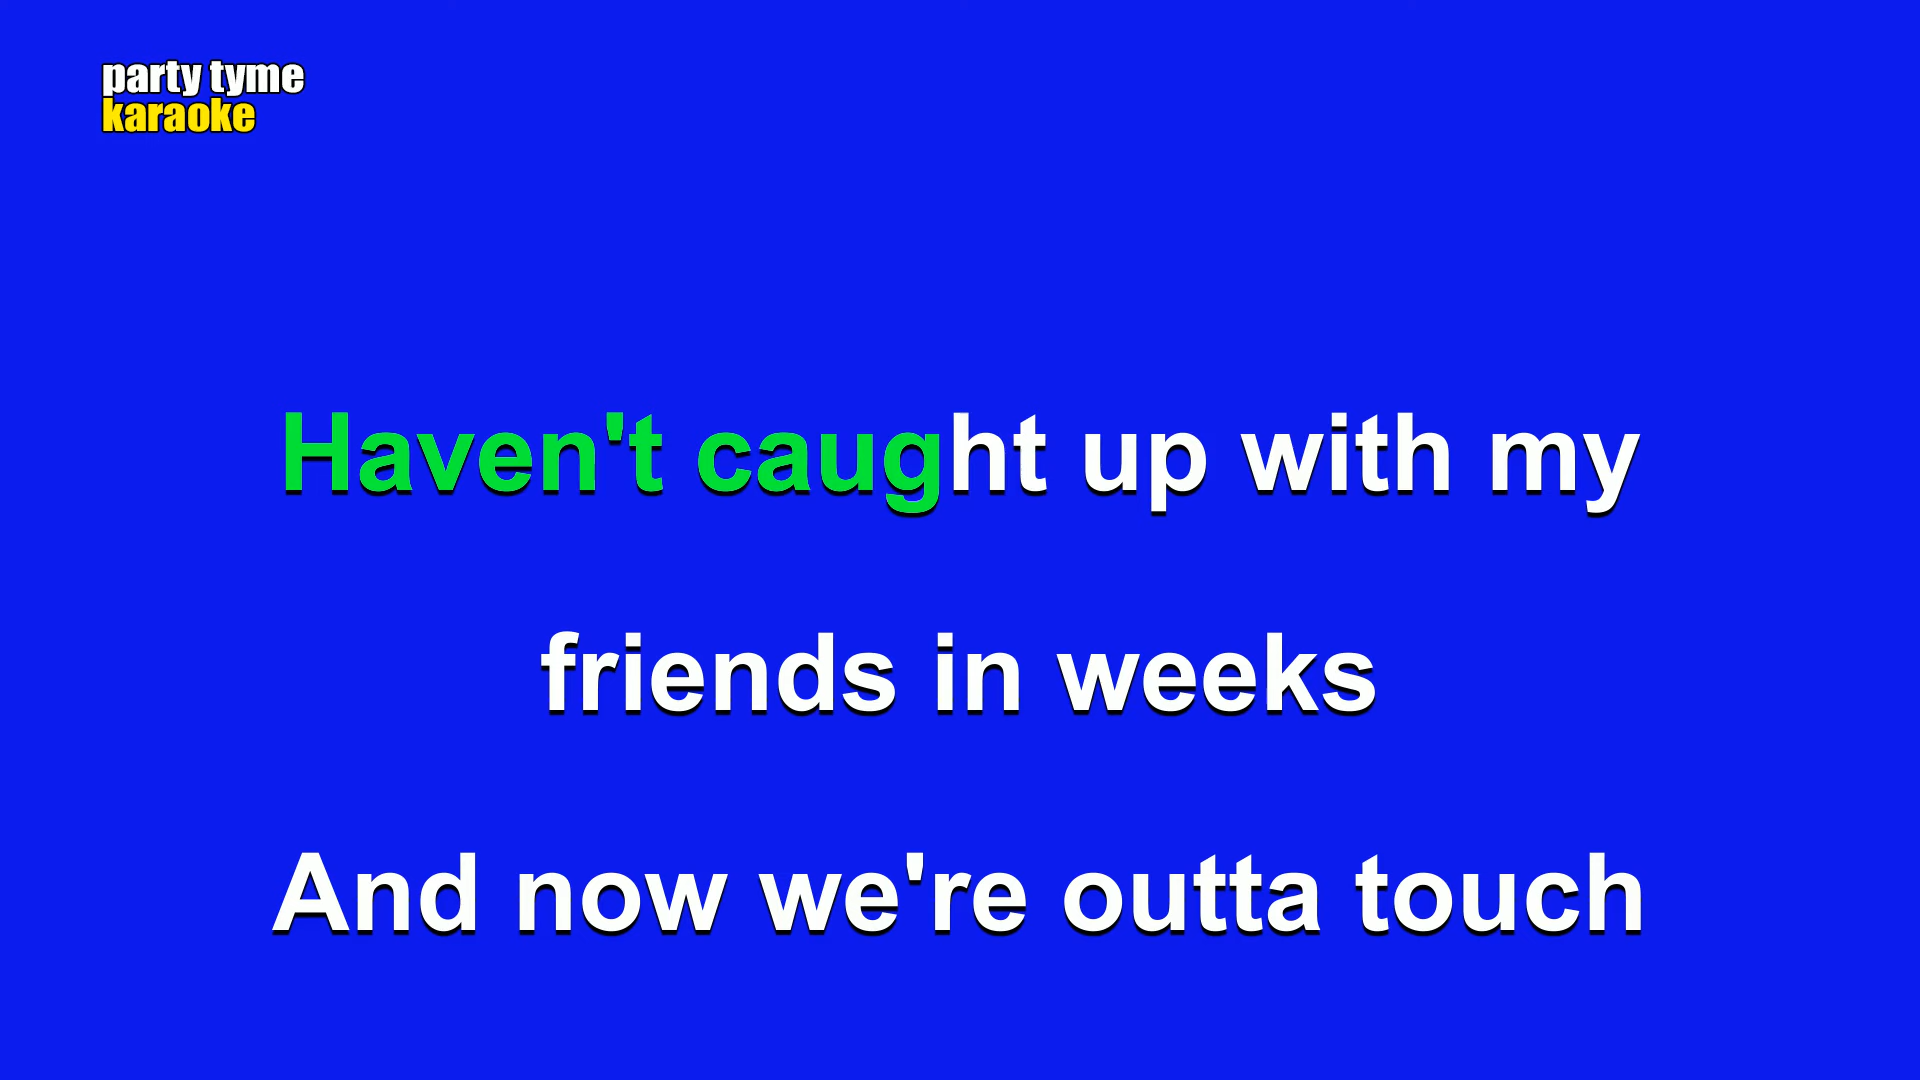 party tyme
karaoke
Haven't caught up with my
friends in weeks
And now we're outta touch